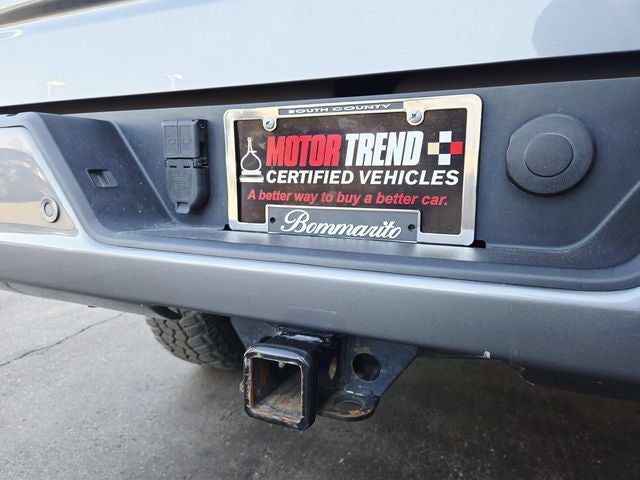 SOUTH COUNTY
MOTOR TREND
CERTIFIED VEHICLES
A better way to buy a better car.
Bommarito